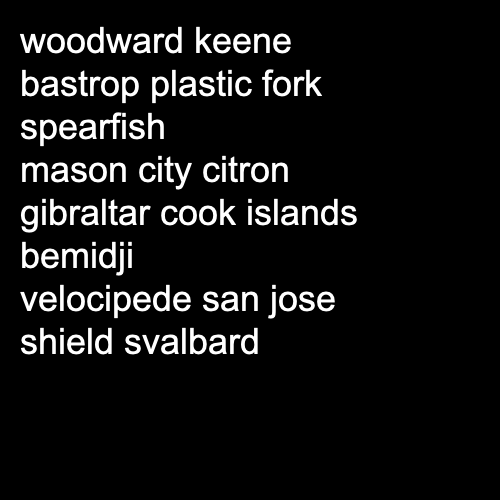 woodward keene
bastrop plastic fork
spearfish
mason city citron
gibraltar cook islands
bemidji
velocipede san jose
shield svalbard